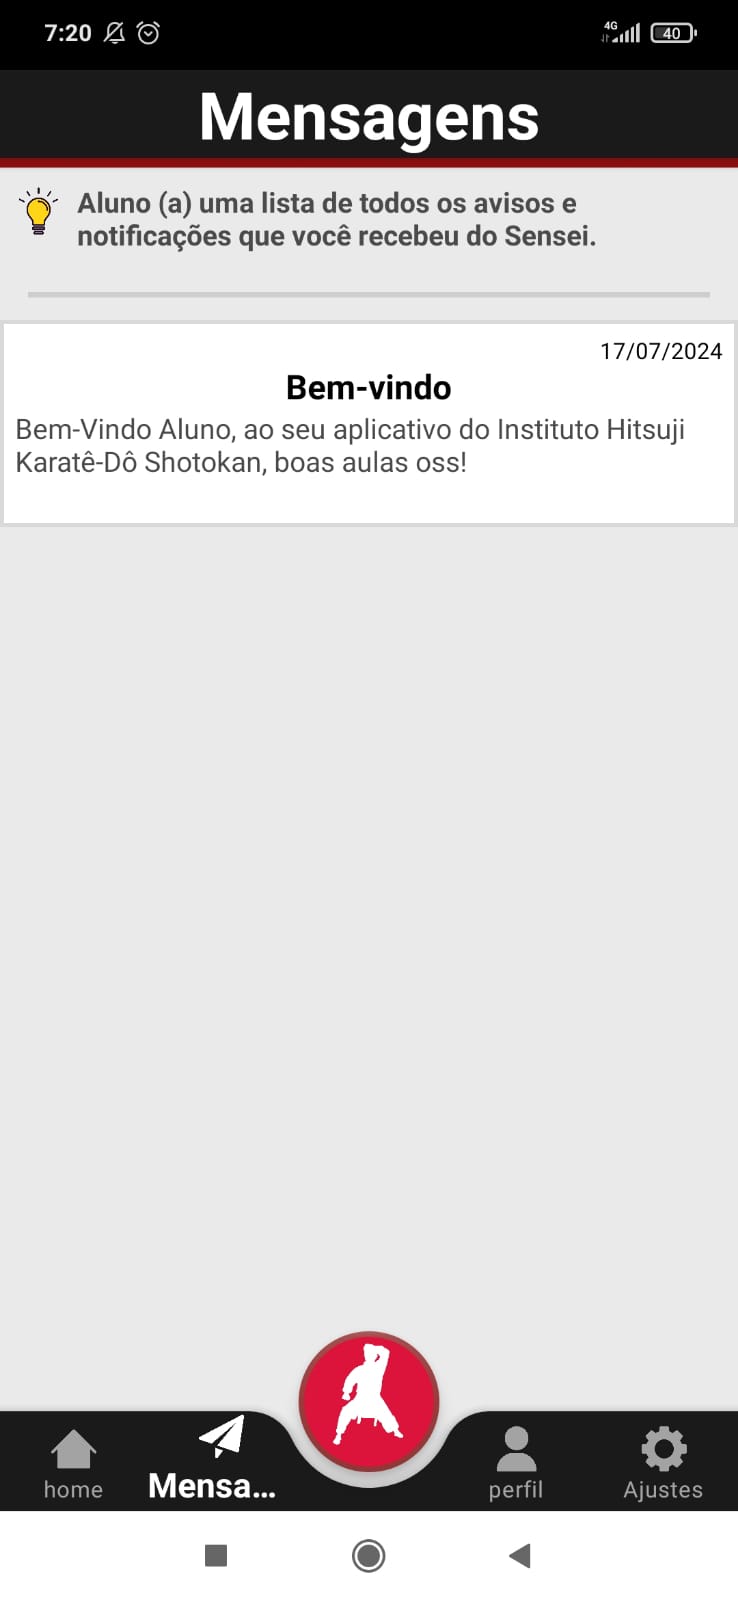 7:20
4G
40
Mensagens
Aluno (a) uma lista de todos os avisos e
notificações que você recebeu do Sensei.
17/07/2024
Bem-vindo
Bem-Vindo Aluno, ao seu aplicativo do Instituto Hitsuji
Karatê-Dô Shotokan, boas aulas oss!
home
Mensa...
perfil
Ajustes